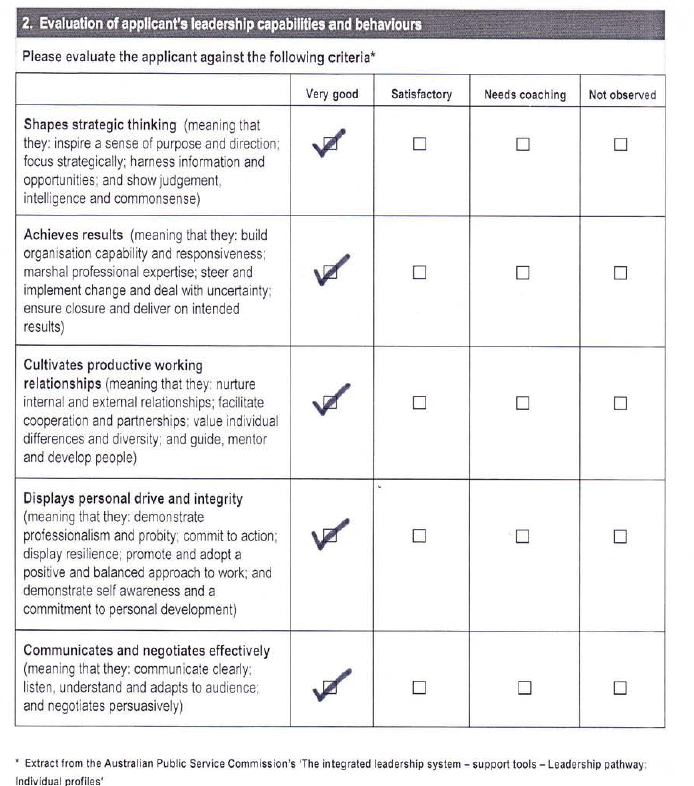 2. Evaluation of applicant's leadership capabilities and behaviours
Please evaluate the applicant against the following criteria*
Very good Satisfactory Needs coaching Not observed
Shapes strategic thinking (meaning that
they: inspire a sense of purpose and direction;
focus strategically; harness information and
opportunities; and show judgement,
intelligence and commonsense)
Achieves results (meaning that they: build
organisation capability and responsiveness;
marshal professional expertise; steer and
implement change and deal with uncertainty;
ensure closure and deliver on intended
results)
Cultivates productive working
relationships (meaning that they: nurture
internal and external relationships; facilitate
cooperation and partnerships; value individual
differences and diversity; and guide, mentor
and develop people)
Displays personal drive and integrity
(meaning that they: demonstrate
professionalism and probity; commit to action;
display resilience; promote and adopt a
positive and balanced approach to work; and
demonstrate self awareness and a
commitment to personal development)
Communicates and negotiates effectively
(meaning that they: communicate clearly;
listen, understand and adapts to audience;
and negotiates persuasively)
* Extract from the Australian Public Service Commission's 'The integrated leadership system – support tools – Leadership pathway:
Individual profiles'